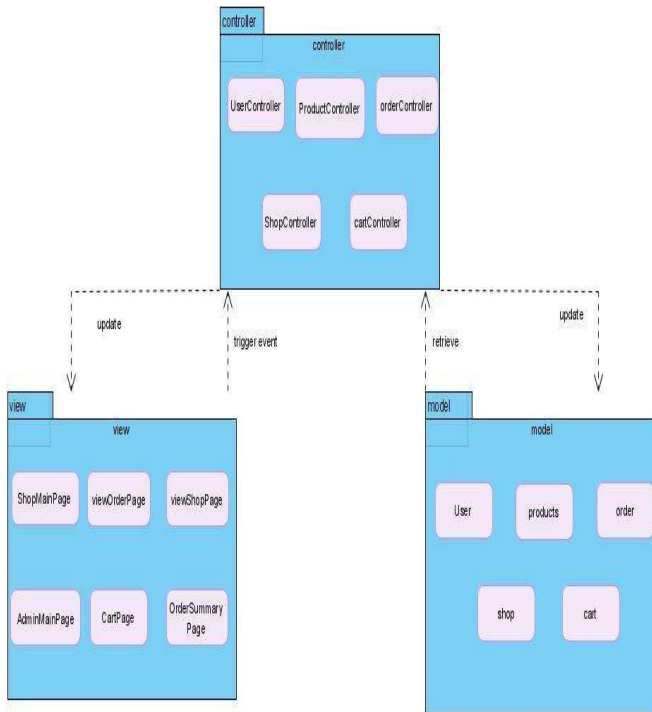 controller
controller
UserController
ProductController
orderController
ShopController
cartController
update
trigger event
retrieve
update
view
view
ShopMainPage
viewOrderPage
viewShopPage
AdminMainPage
CartPage
OrderSummary
Page
model
model
User
products
order
shop
cart